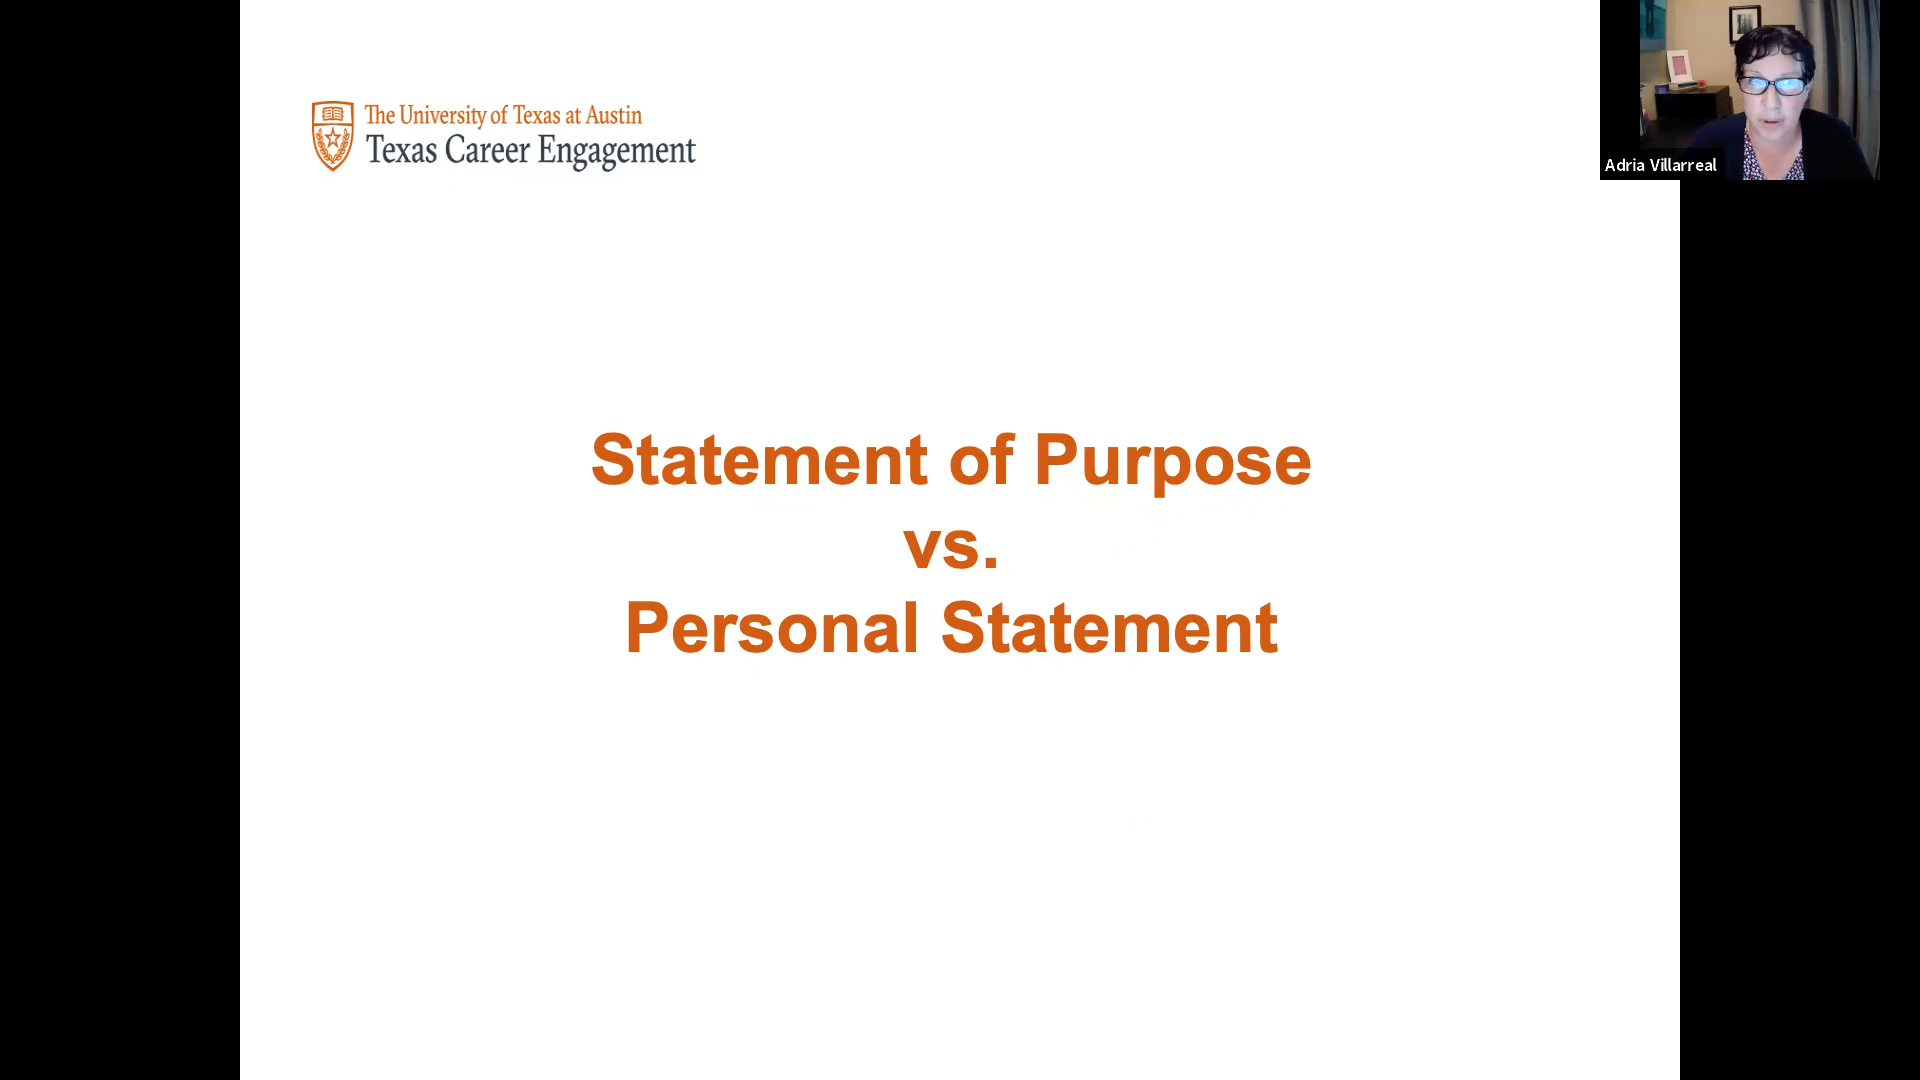 The University of Texas at Austin
Texas Career Engagement
Adria Villarreal
Statement of Purpose
vs.
Personal Statement